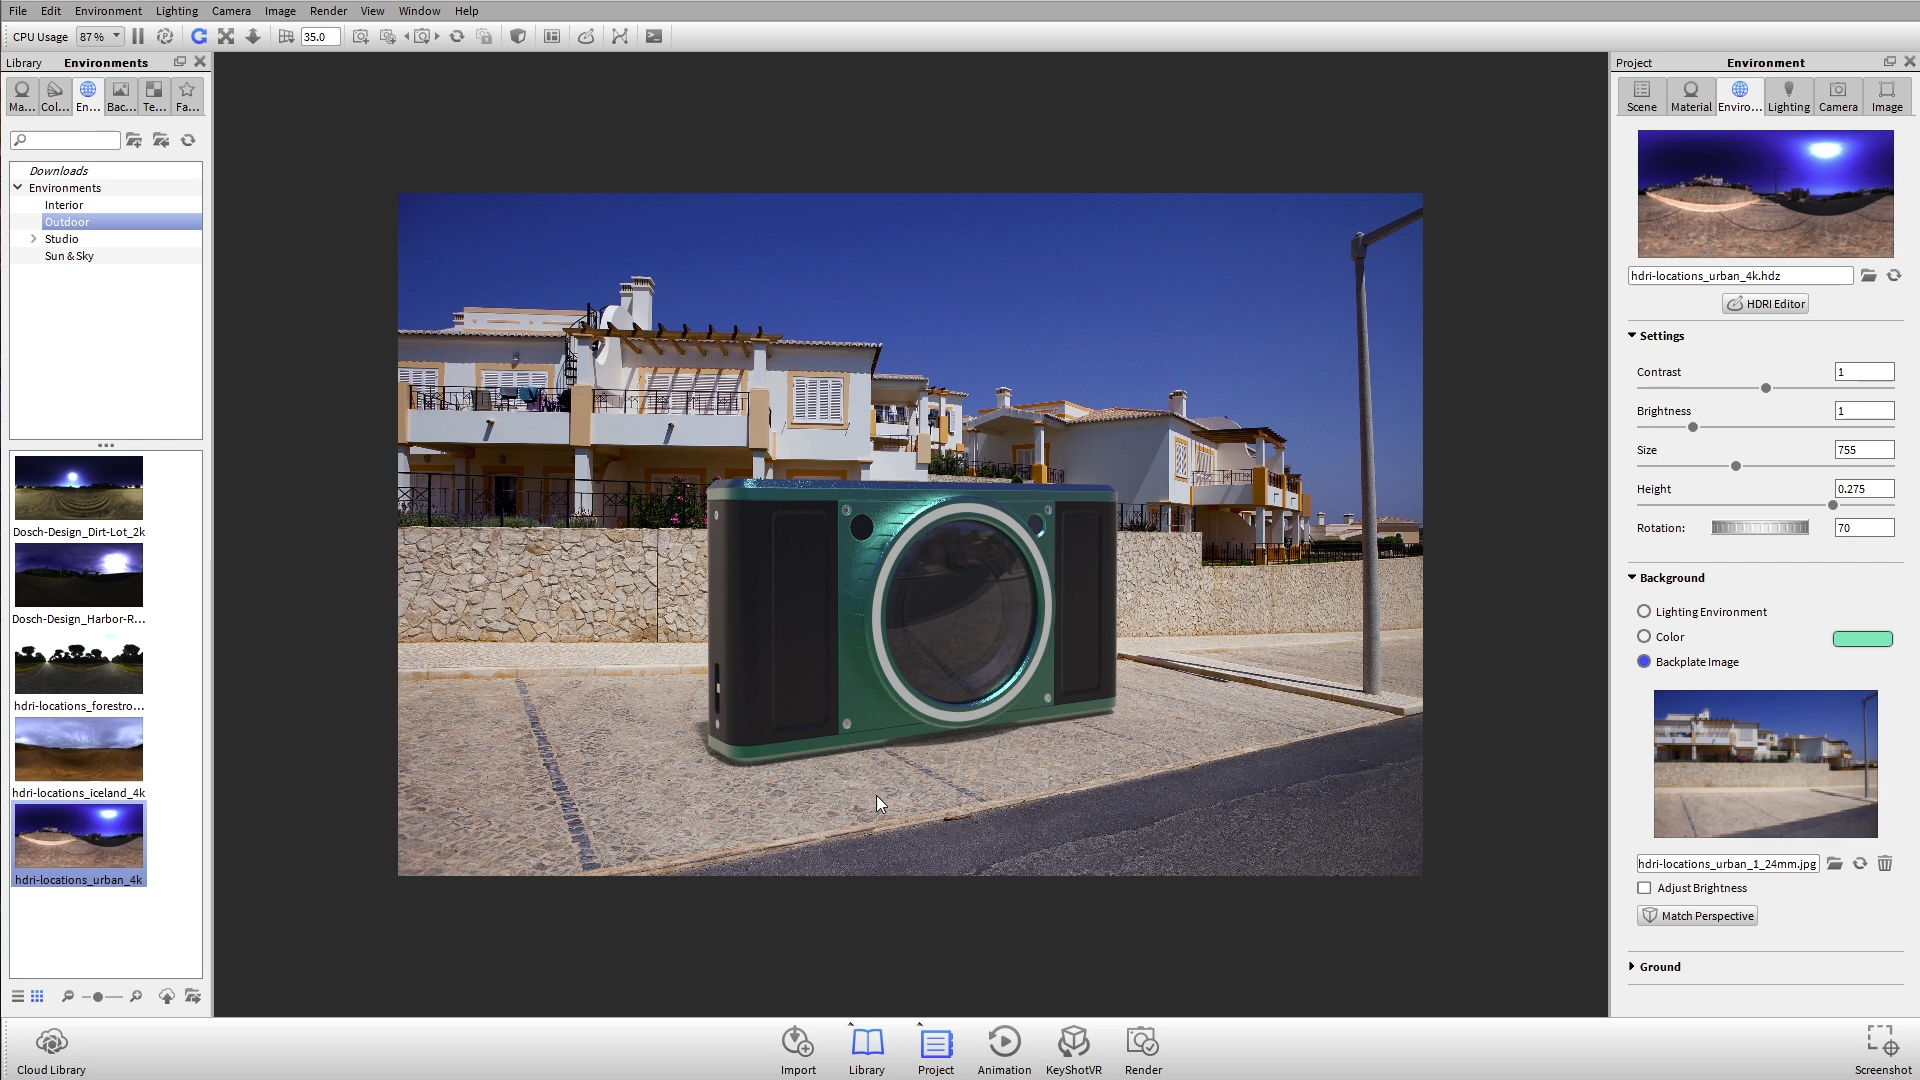 File Edit Environment Lighting Camera Image Render View Window Help
CPU Usage 87 % 35.0
Library Environments
Ma... Col... En... Bac... Te... Fa...
Downloads
Environments
Interior
Outdoor
Studio
Sun & Sky
Dosch-Design_Dirt-Lot_2k
Dosch-Design_Harbor-R...
hdri-locations_forestro...
hdri-locations_iceland_4k
hdri-locations_urban_4k
Project Environment
Scene Material Enviro... Lighting Camera Image
hdri-locations_urban_4k.hdz
HDRI Editor
Settings
Contrast 1
Brightness 1
Size 755
Height 0.275
Rotation: 70
Background
Lighting Environment
Color
Backplate Image
hdri-locations_urban_1_24mm.jpg
Adjust Brightness
Match Perspective
Ground
Cloud Library Import Library Project Animation KeyShotVR Render Screenshot